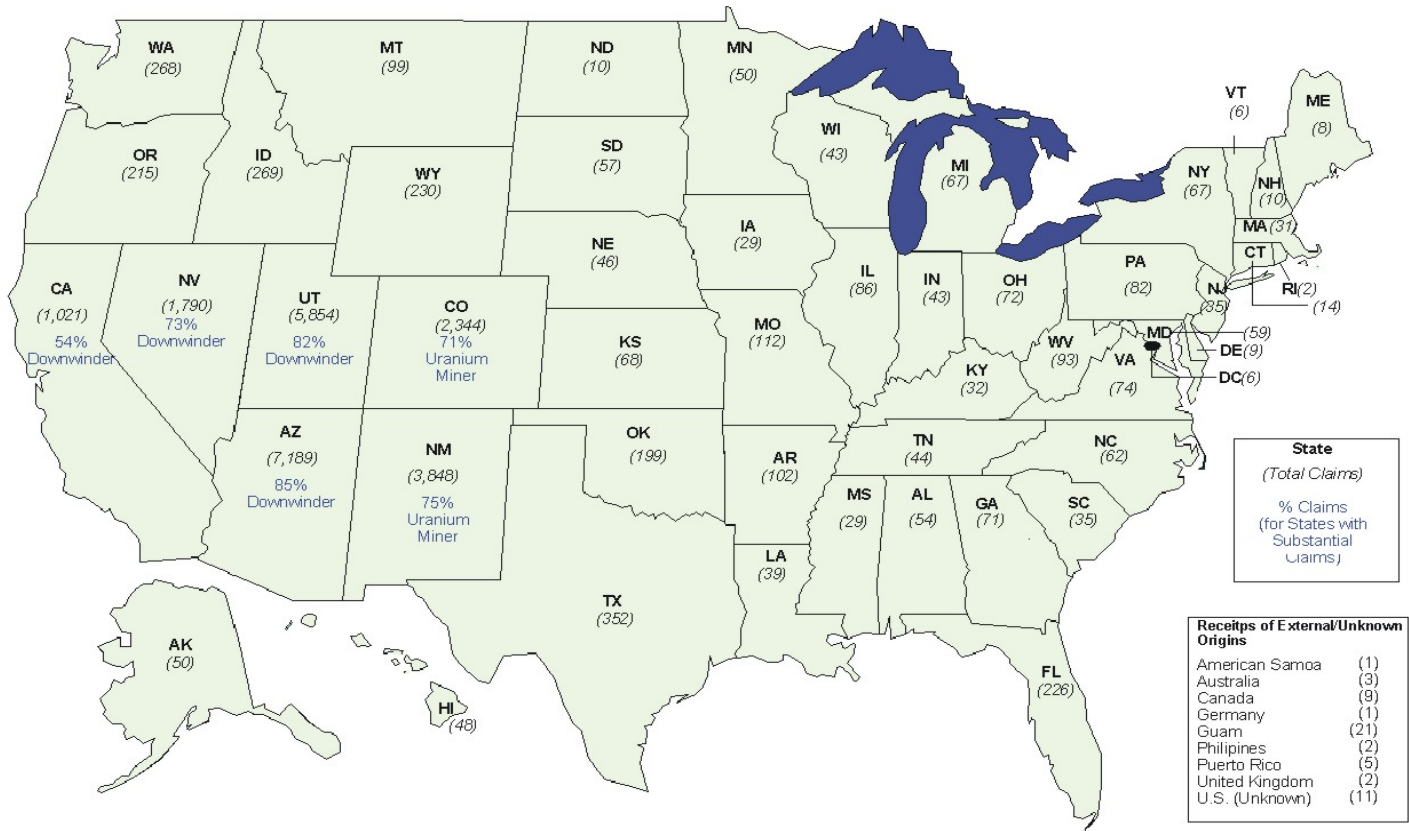 WA
(268)
MT
(99)
ND
(10)
MN
(50)
VT
(6)
ME
(8)
OR
(215)
ID
(269)
WY
(230)
SD
(57)
WI
(43)
MI
(67)
NY
(67)
NH
(10)
MA (31)
CT
RI(2)
(14)
NE
(46)
IA
(29)
IL
(86)
IN
(43)
OH
(72)
PA
(82)
NJ
(35)
CA
(1,021)
54%
Downwinder
NV
(1,790)
73%
Downwinder
UT
(5,854)
82%
Downwinder
CO
(2,344)
71%
Uranium
Miner
KS
(68)
MO
(112)
KY
(32)
WV
(93)
VA
(74)
MD (59)
DE(9)
DC(6)
AZ
(7,189)
85%
Downwinder
NM
(3,848)
75%
Uranium
Miner
OK
(199)
AR
(102)
TN
(44)
NC
(62)
MS
(29)
AL
(54)
GA
(71)
SC
(35)
LA
(39)
TX
(352)
FL
(226)
AK
(50)
HI
(48)
State
(Total Claims)
% Claims
(for States with
Substantial
Claims)
Receitps of External/Unknown
Origins
American Samoa (1)
Australia (3)
Canada (9)
Germany (1)
Guam (21)
Philipines (2)
Puerto Rico (5)
United Kingdom (2)
U.S. (Unknown) (11)